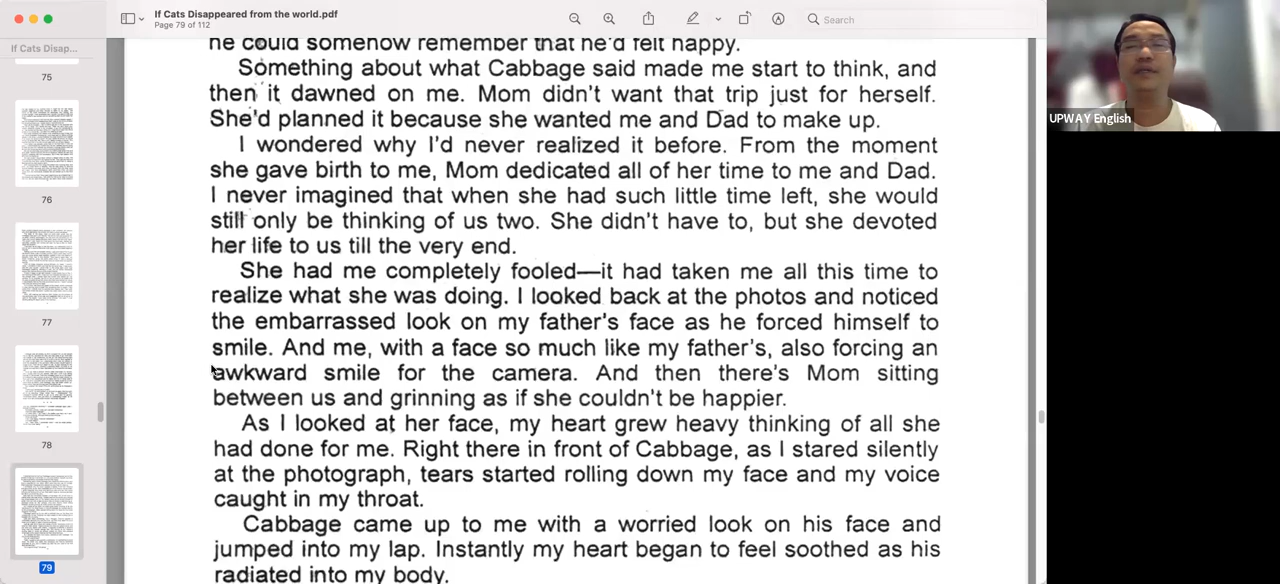 If Cats Disappeared from the world.pdf
Page 79 of 112
Search
If Cats Disap...
75
76
77
78
79
he could somehow remember that he'd felt happy.
Something about what Cabbage said made me start to think, and
then it dawned on me. Mom didn't want that trip just for herself.
She'd planned it because she wanted me and Dad to make up.
I wondered why I'd never realized it before. From the moment
she gave birth to me, Mom dedicated all of her time to me and Dad.
I never imagined that when she had such little time left, she would
still only be thinking of us two. She didn't have to, but she devoted
her life to us till the very end.
She had me completely fooled—it had taken me all this time to
realize what she was doing. I looked back at the photos and noticed
the embarrassed look on my father's face as he forced himself to
smile. And me, with a face so much like my father's, also forcing an
awkward smile for the camera. And then there's Mom sitting
between us and grinning as if she couldn't be happier.
As I looked at her face, my heart grew heavy thinking of all she
had done for me. Right there in front of Cabbage, as I stared silently
at the photograph, tears started rolling down my face and my voice
caught in my throat.
Cabbage came up to me with a worried look on his face and
jumped into my lap. Instantly my heart began to feel soothed as his
radiated into my body.
UPWAY English